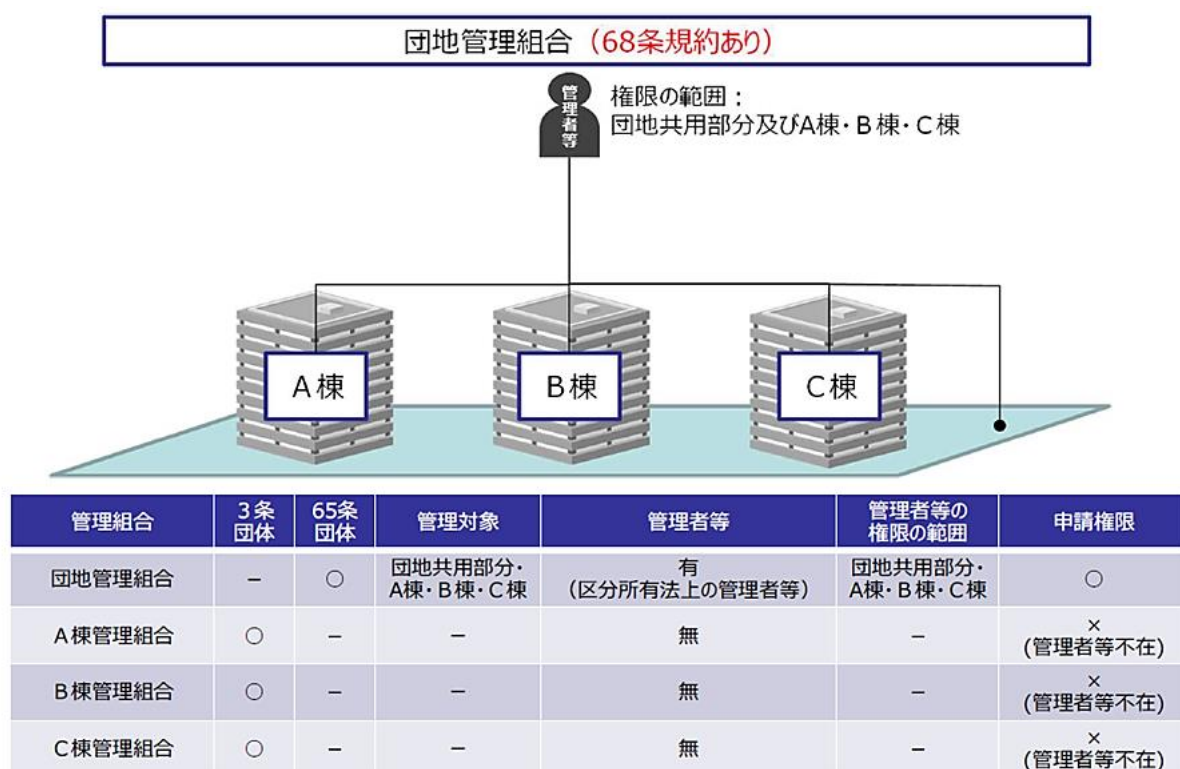 団地管理組合（68条規約あり）
管理者等
権限の範囲：
団地共用部分及びA棟・B棟・C棟
A棟
B棟
C棟
管理組合
3条
団体
65条
団体
管理対象
管理者等
管理者等の
権限の範囲
申請権限
団地管理組合
－
○
団地共用部分・
A棟・B棟・C棟
有
（区分所有法上の管理者等）
団地共用部分・
A棟・B棟・C棟
○
A棟管理組合
○
－
－
無
－
×
(管理者等不在)
B棟管理組合
○
－
－
無
－
×
(管理者等不在)
C棟管理組合
○
－
－
無
－
×
(管理者等不在)